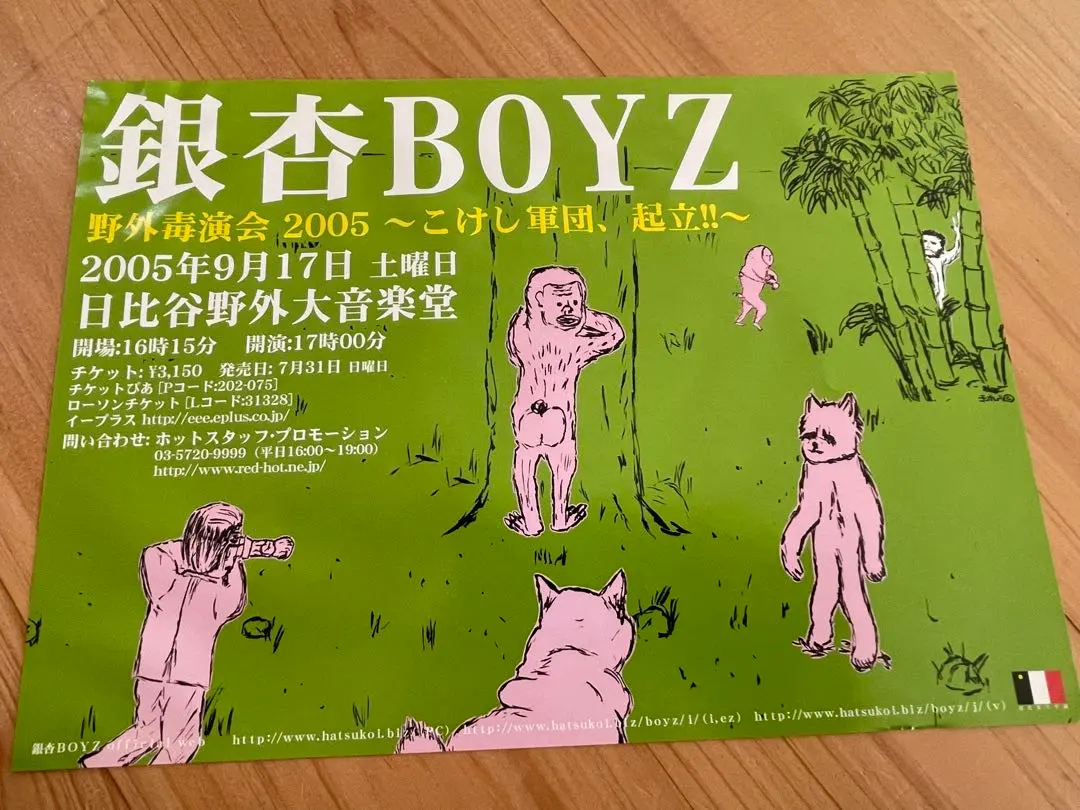 銀杏BOYZ
野外毒演会 2005 〜こけし軍団、起立!!〜
2005年9月17日 土曜日
日比谷野外大音楽堂
開場:16時15分 開演:17時00分
チケット: ¥3,150 発売日: 7月31日 日曜日
チケットぴあ [Pコード:202-075]
ローソンチケット [Lコード:31328]
イープラス http://eee.eplus.co.jp/
問い合わせ: ホットスタッフ・プロモーション
03-5720-9999（平日16:00〜19:00）
http://www.red-hot.ne.jp/
銀杏BOYZ official web http://www.hatsukoi.biz/(PC) http://www.hatsukoi.biz/boyz/i/(i,ez) http://www.hatsukoi.biz/boyz/j/(v)